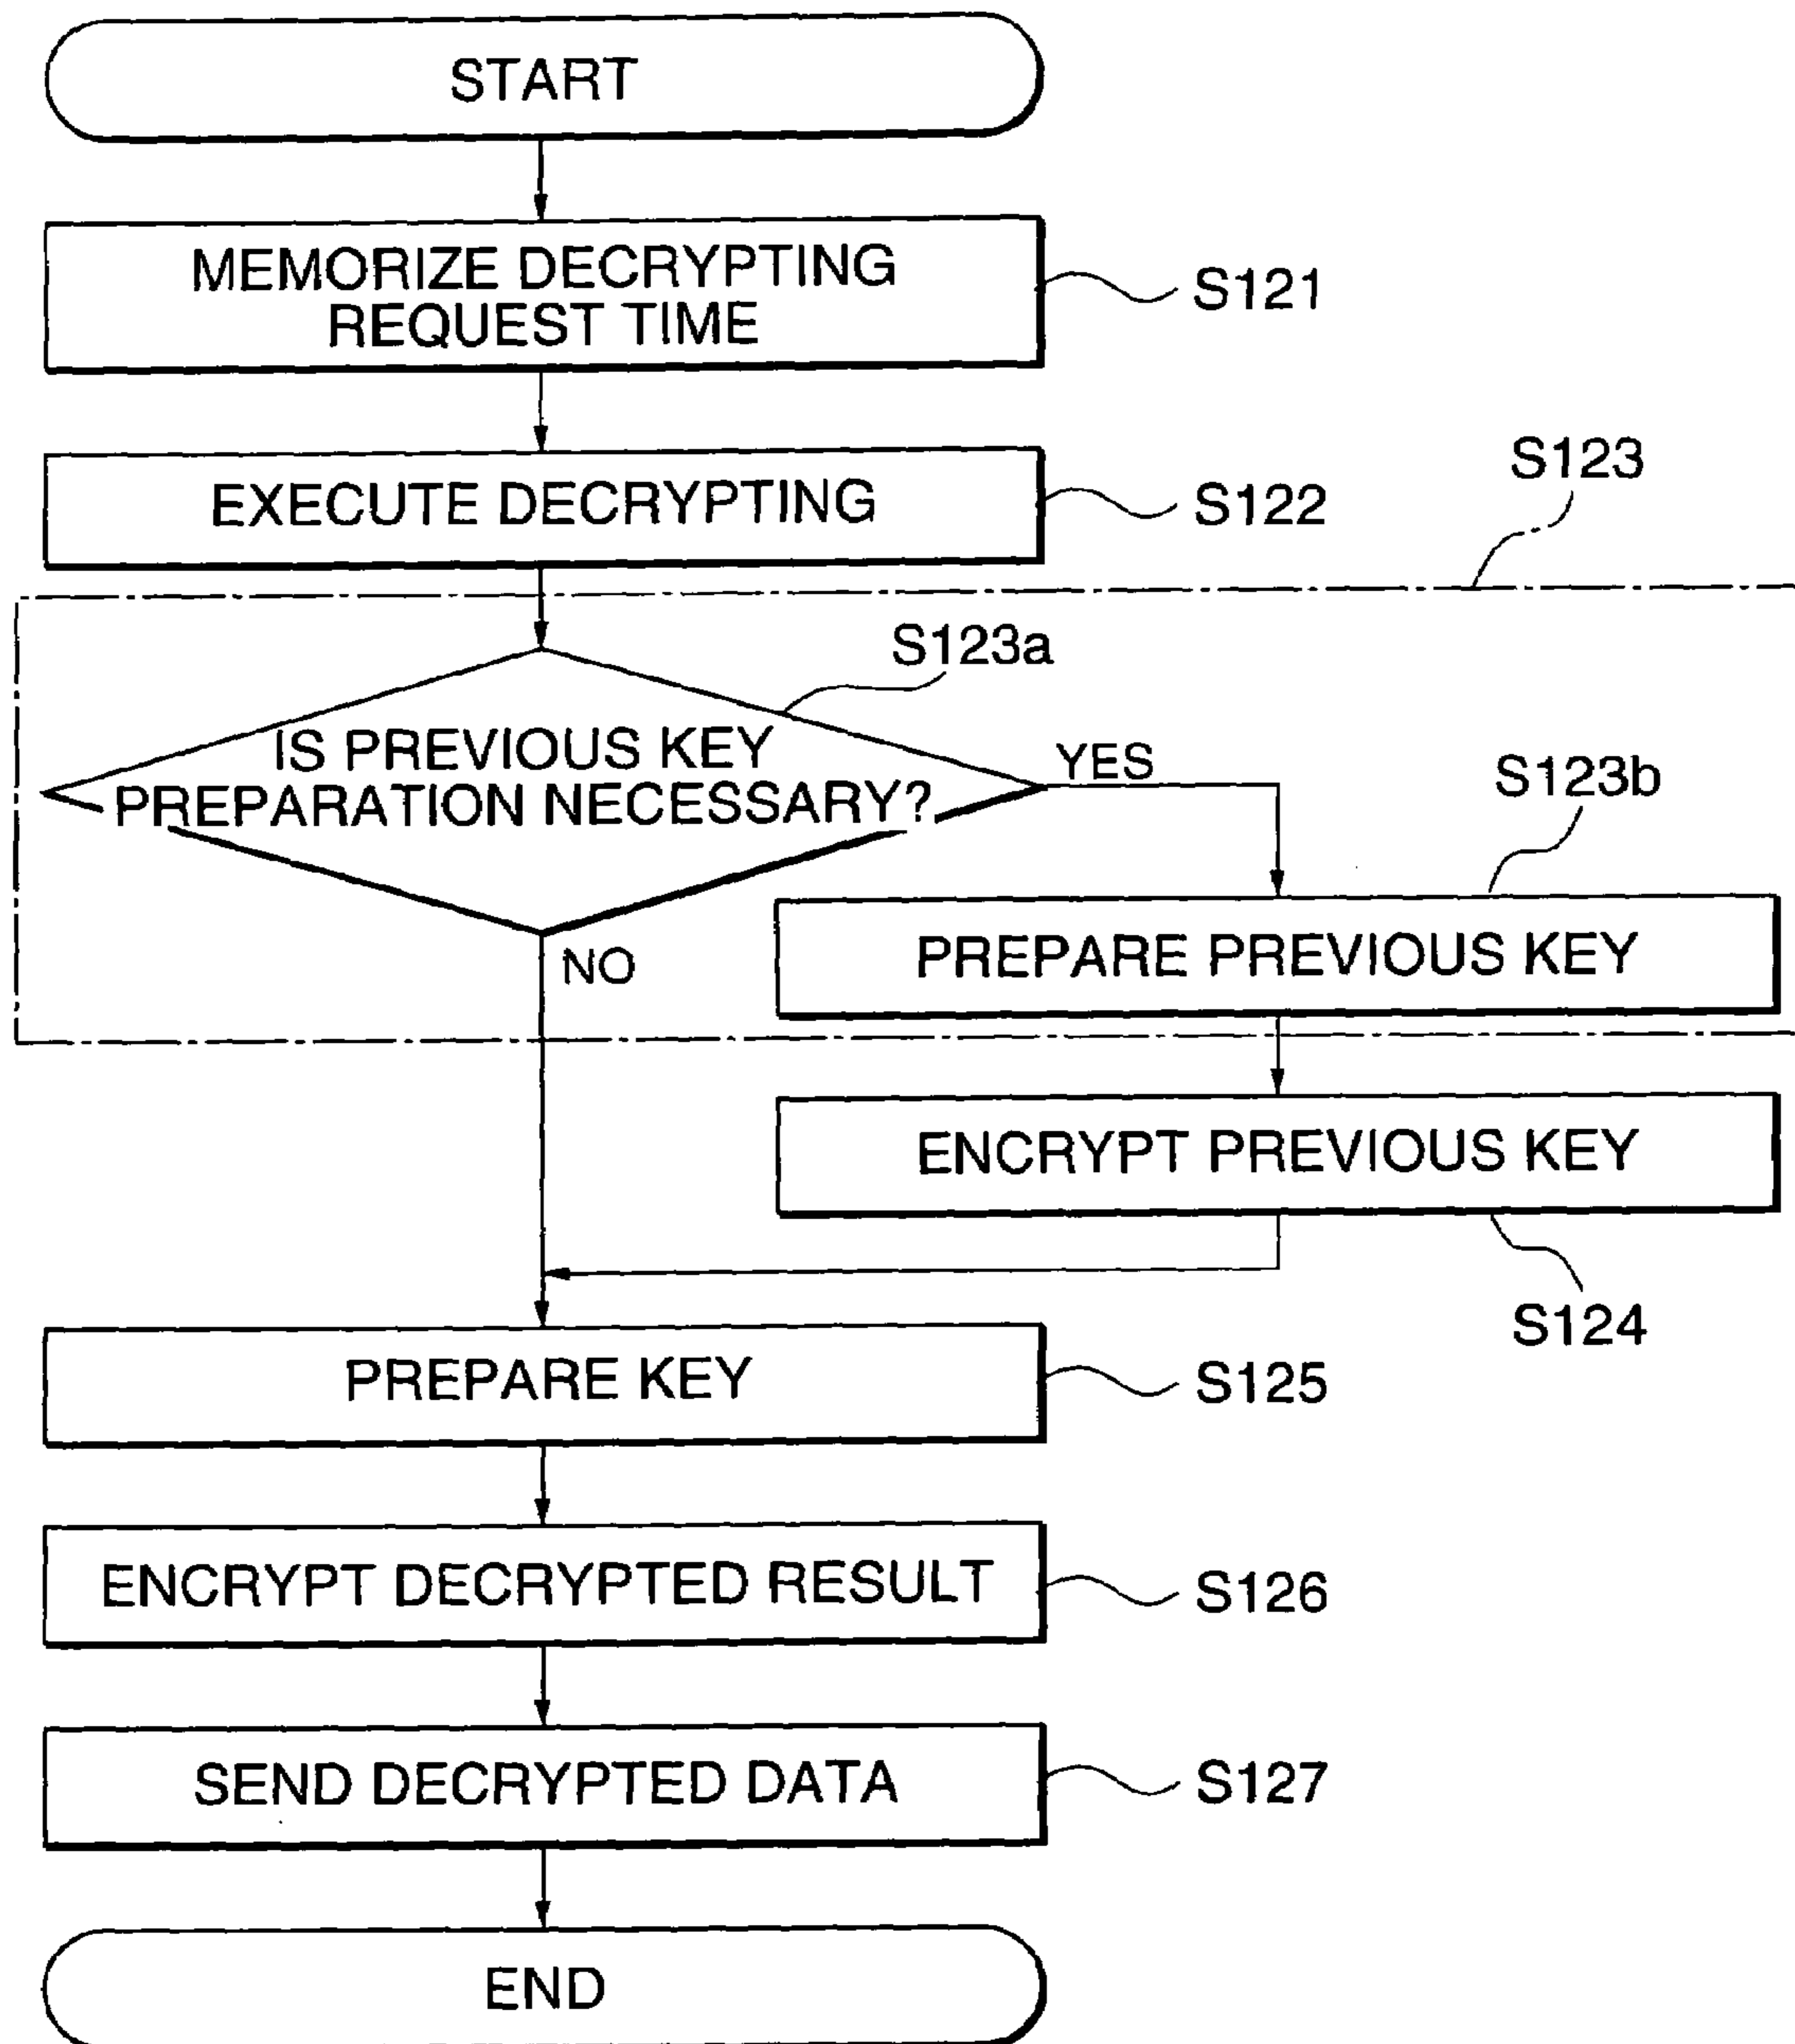 START
MEMORIZE DECRYPTING
REQUEST TIME
S121
EXECUTE DECRYPTING
S122
S123
S123a
IS PREVIOUS KEY
PREPARATION NECESSARY?
YES
S123b
NO
PREPARE PREVIOUS KEY
ENCRYPT PREVIOUS KEY
S124
PREPARE KEY
S125
ENCRYPT DECRYPTED RESULT
S126
SEND DECRYPTED DATA
S127
END